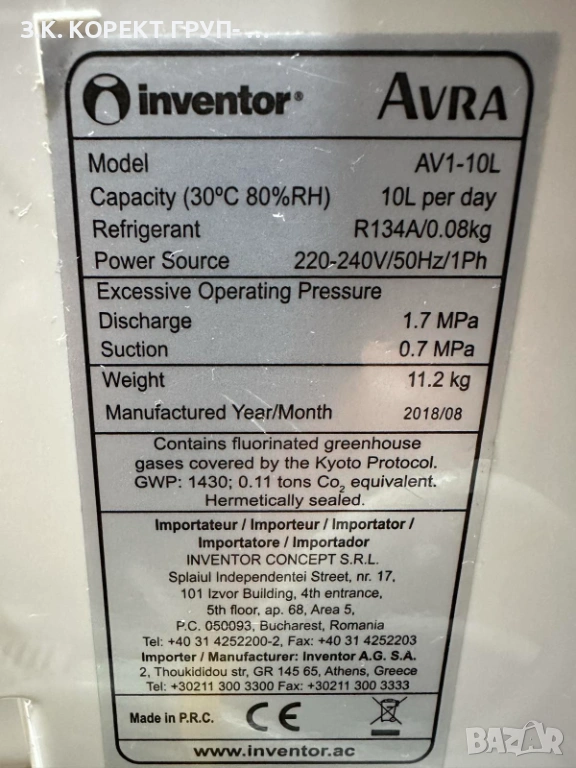 З.К. КОРЕКТ ГРУП- ...
inventor® AVRA
Model AV1-10L
Capacity (30ºC 80%RH) 10L per day
Refrigerant R134A/0.08kg
Power Source 220-240V/50Hz/1Ph
Excessive Operating Pressure
Discharge 1.7 MPa
Suction 0.7 MPa
Weight 11.2 kg
Manufactured Year/Month 2018/08
Contains fluorinated greenhouse
gases covered by the Kyoto Protocol.
GWP: 1430; 0.11 tons Co₂ equivalent.
Hermetically sealed.
Importateur / Importeur / Importator /
Importatore / Importador
INVENTOR CONCEPT S.R.L.
Splaiul Independentei Street, nr. 17,
101 Izvor Building, 4th entrance,
5th floor, ap. 68, Area 5,
P.C. 050093, Bucharest, Romania
Tel: +40 31 4252200-2, Fax: +40 31 4252203
Importer / Manufacturer: Inventor A.G. S.A.
2, Thoukididou str, GR 145 65, Athens, Greece
Tel: +30211 300 3300 Fax: +30211 300 3333
Made in P.R.C. CE
www.inventor.ac
BAZAR